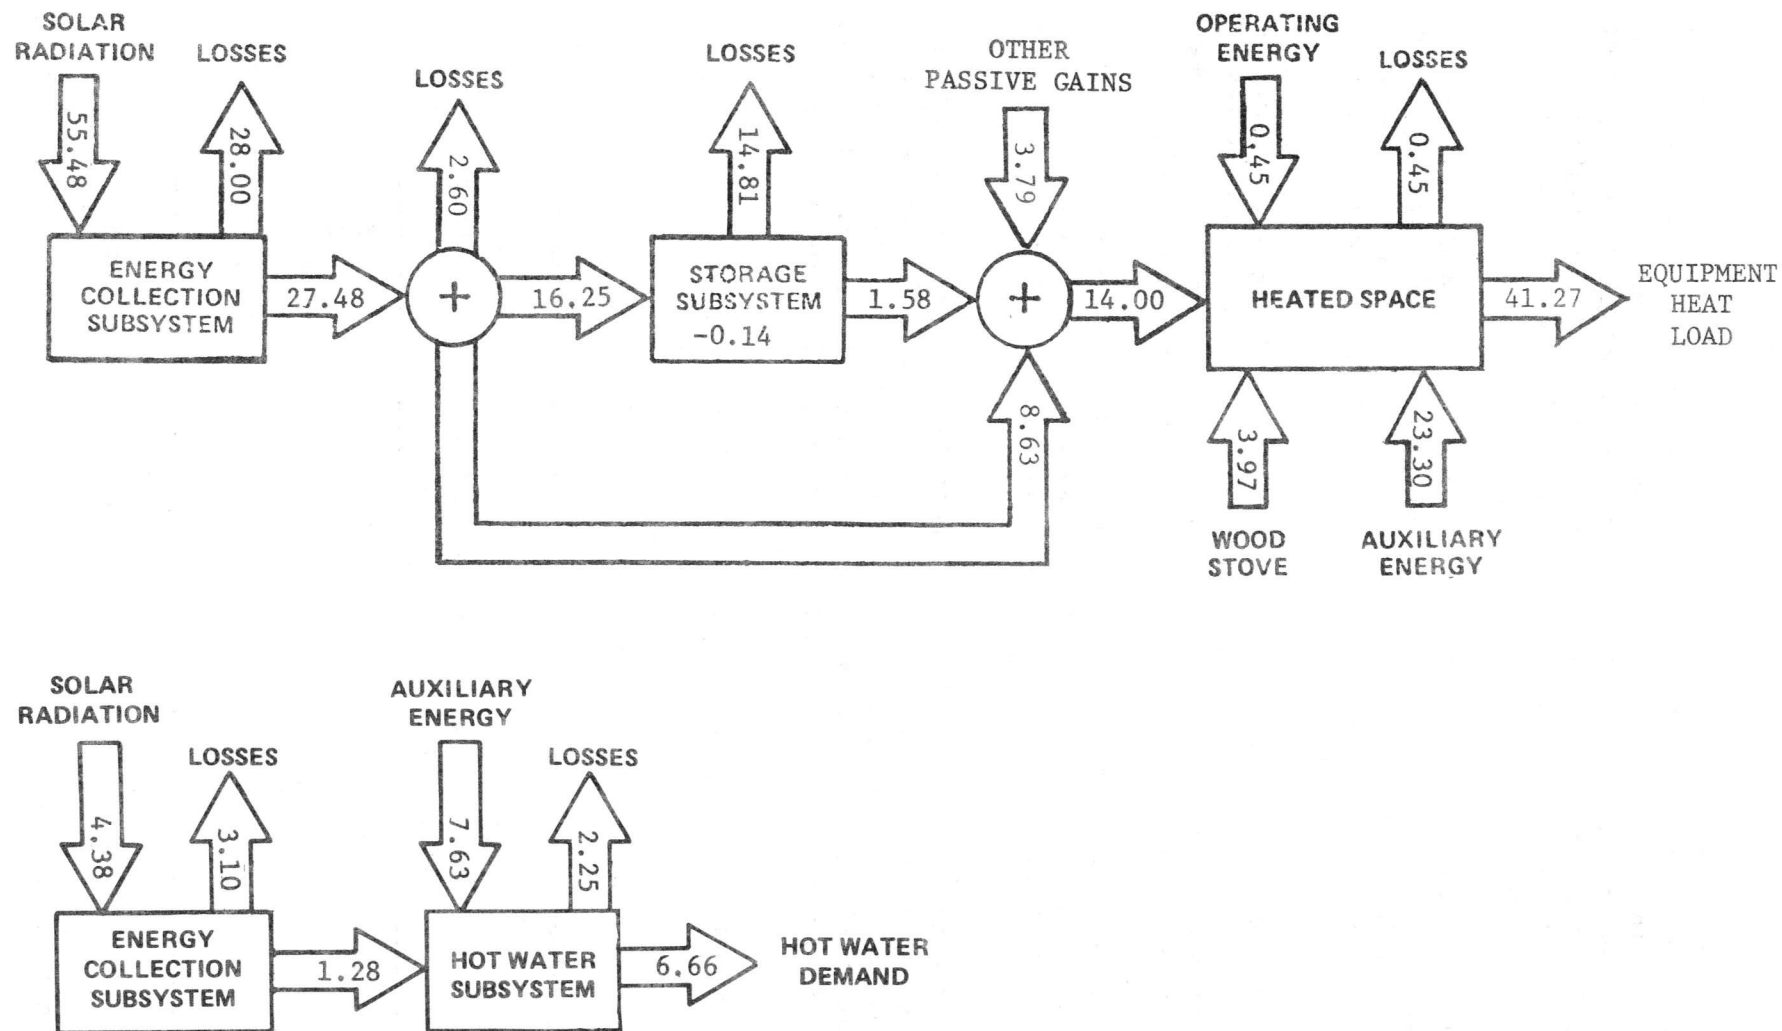 SOLAR
RADIATION
LOSSES
LOSSES
LOSSES
OTHER
PASSIVE GAINS
OPERATING
ENERGY
LOSSES
55.48
28.00
2.60
14.81
3.79
0.45
0.45
ENERGY
COLLECTION
SUBSYSTEM
27.48
+
16.25
STORAGE
SUBSYSTEM
-0.14
1.58
+
14.00
HEATED SPACE
41.27
EQUIPMENT
HEAT
LOAD
8.63
3.97
23.30
WOOD
STOVE
AUXILIARY
ENERGY
SOLAR
RADIATION
LOSSES
AUXILIARY
ENERGY
LOSSES
4.38
3.10
7.63
2.25
ENERGY
COLLECTION
SUBSYSTEM
1.28
HOT WATER
SUBSYSTEM
6.66
HOT WATER
DEMAND